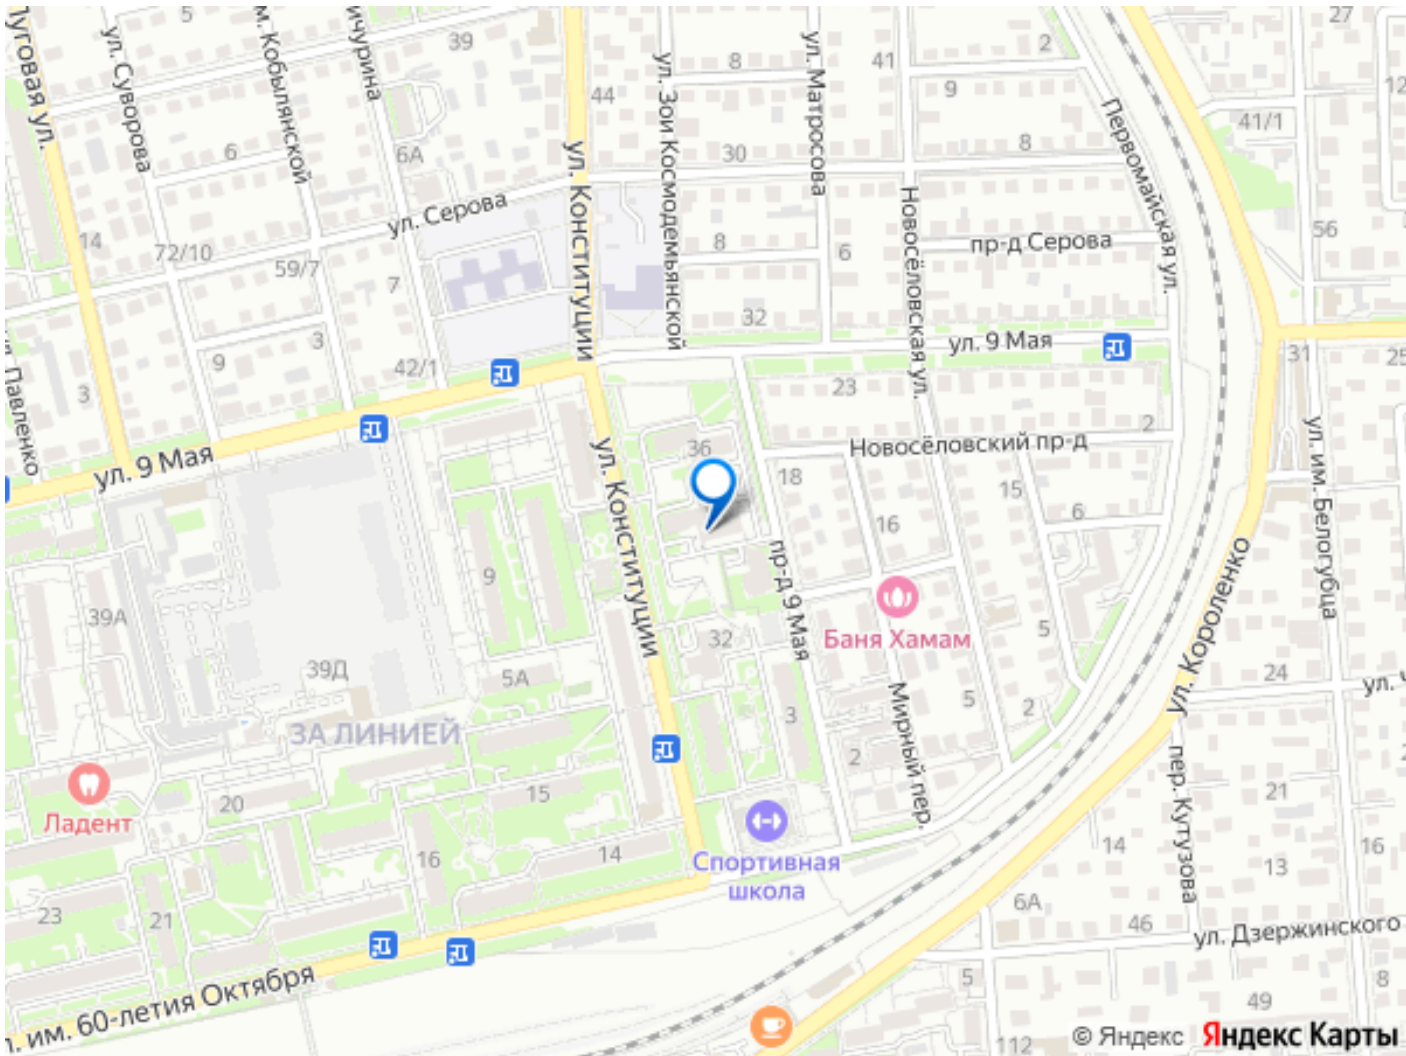 5
39
2
27
Луговая ул.
ул. Суворова
м. Кобылянской
ичурина
8
41
12
44
9
41/1
ул. Зои Космодемьянской
ул. Матросова
Первомайская ул.
6А
6
30
8
ул. Конституции
ул. Серова
Новосёловская ул.
пр-д Серова
14
72/10
59/7
7
8
6
56
32
ул. 9 Мая
3
9
42/1
31
25
3
Павленко
23
2
ул. 9 Мая
36
Новосёловский пр-д
18
15
ул. им. Белогубца
ул. Конституции
16
6
9
пр-д 9 Мая
ул. Короленко
39А
Баня Хамам
5
32
39Д
5А
24
ул. Ч
5
2
3
Мирный пер.
ЗА ЛИНИЕЙ
2
пер. Кутузова
20
15
21
Ладент
16
14
Спортивная
школа
14
13
16
23
21
6А
46
ул. Дзержинского
5
8
49
л. им. 60-летия Октября
112
© Яндекс
Яндекс Карты